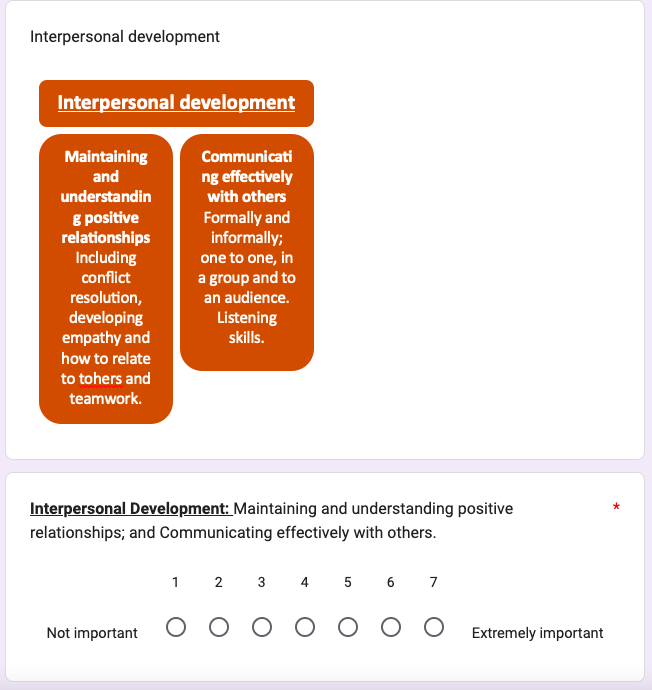 Interpersonal development
Interpersonal development
Maintaining
and
understandin
g positive
relationships
Including
conflict
resolution,
developing
empathy and
how to relate
to tohers and
teamwork.
Communicati
ng effectively
with others
Formally and
informally;
one to one, in
a group and to
an audience.
Listening
skills.
Interpersonal Development: Maintaining and understanding positive *
relationships; and Communicating effectively with others.
1 2 3 4 5 6 7
Not important Extremely important